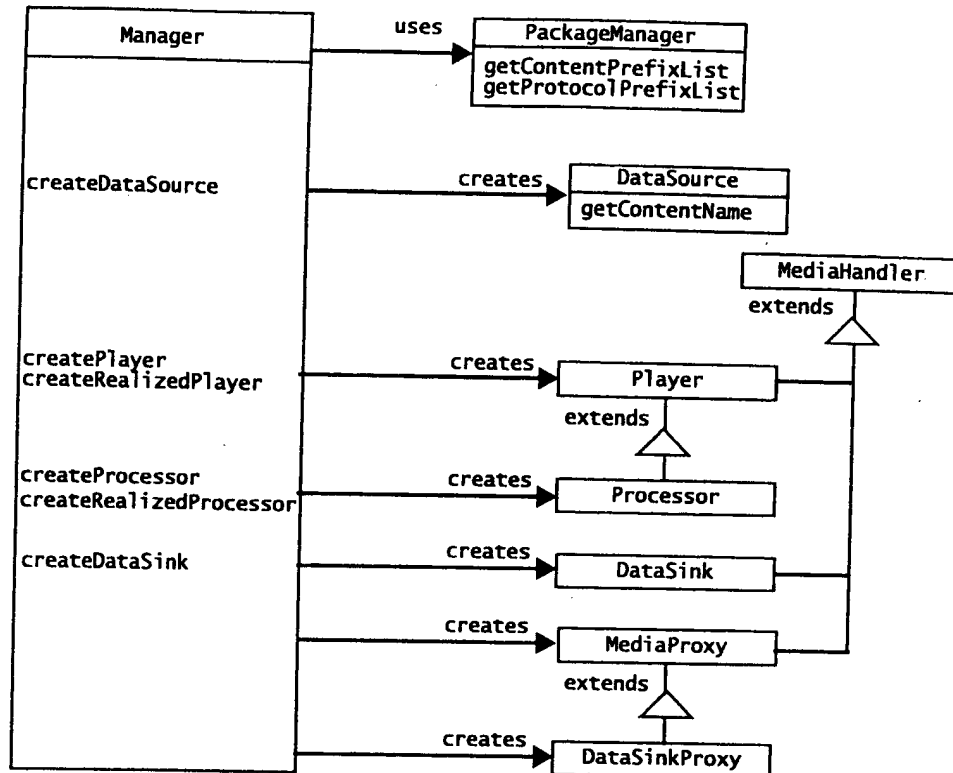 Manager
uses
PackageManager
getContentPrefixList
getProtocolPrefixList
createDataSource
creates
DataSource
getContentName
MediaHandler
extends
createPlayer
createRealizedPlayer
creates
Player
extends
createProcessor
createRealizedProcessor
creates
Processor
createDataSink
creates
DataSink
creates
MediaProxy
extends
creates
DataSinkProxy